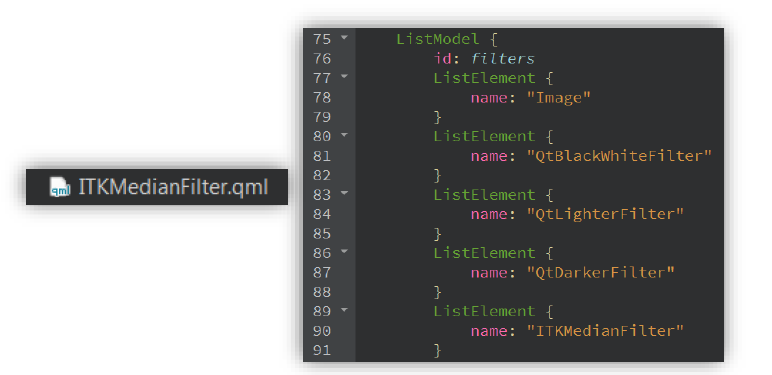 qml ITKMedianFilter.qml
75 ListModel {
76 id: filters
77 ListElement {
78 name: "Image"
79 }
80 ListElement {
81 name: "QtBlackWhiteFilter"
82 }
83 ListElement {
84 name: "QtLighterFilter"
85 }
86 ListElement {
87 name: "QtDarkerFilter"
88 }
89 ListElement {
90 name: "ITKMedianFilter"
91 }